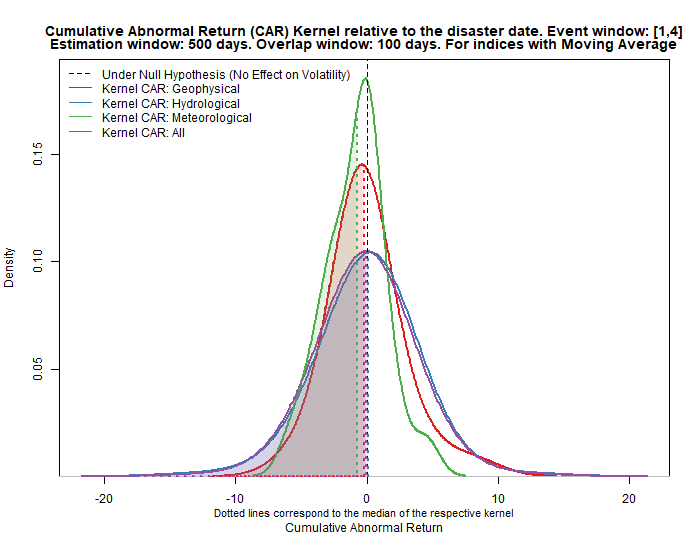 Cumulative Abnormal Return (CAR) Kernel relative to the disaster date. Event window: [1,4]
Estimation window: 500 days. Overlap window: 100 days. For indices with Moving Average
Under Null Hypothesis (No Effect on Volatility)
Kernel CAR: Geophysical
Kernel CAR: Hydrological
Kernel CAR: Meteorological
Kernel CAR: All
Density
0.15
0.10
0.05
-20 -10 0 10 20
Dotted lines correspond to the median of the respective kernel
Cumulative Abnormal Return